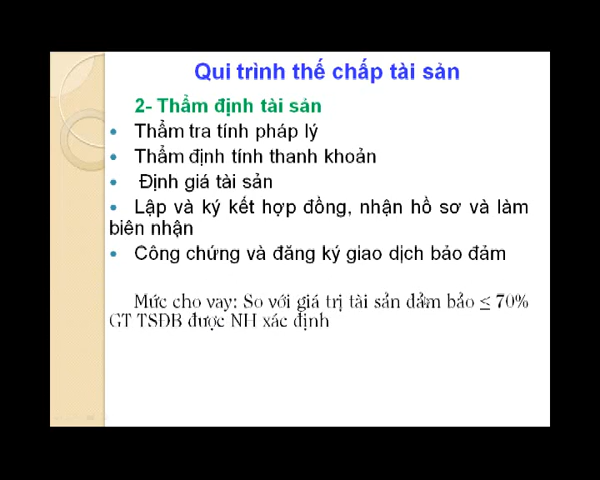 Qui trình thế chấp tài sản
2- Thẩm định tài sản
• Thẩm tra tính pháp lý
• Thẩm định tính thanh khoản
• Định giá tài sản
• Lập và ký kết hợp đồng, nhận hồ sơ và làm
biên nhận
• Công chứng và đăng ký giao dịch bảo đảm
Mức cho vay: So với giá trị tài sản đảm bảo ≤ 70%
GT TSĐB được NH xác định